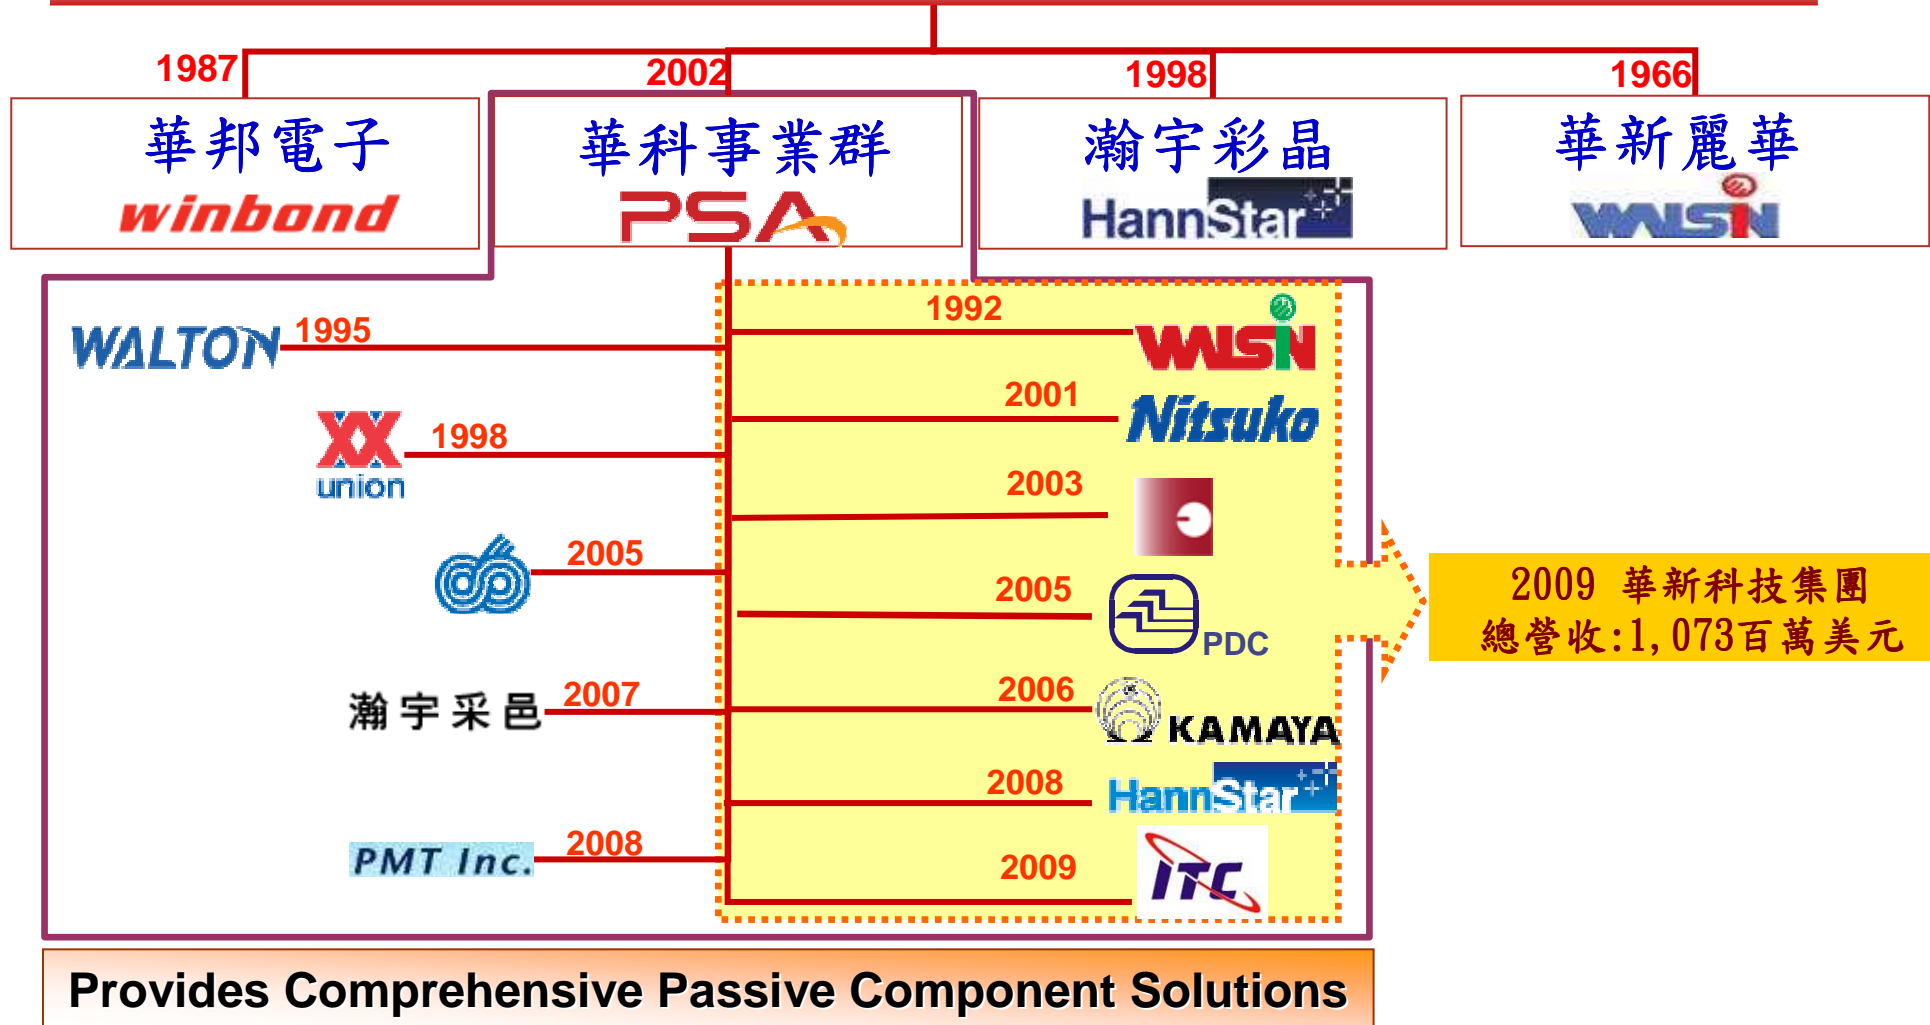 1987
2002
1998
1966
華邦電子
華科事業群
瀚宇彩晶
華新麗華
winbond
PSA
HannStar
WALSIN
WALTON
1995
1992
WALSIN
2001
Nitsuko
union
1998
2003
2005
2005
PDC
瀚宇采邑
2007
2006
KAMAYA
2008
HannStar
PMT Inc.
2008
2009
ITC
2009 華新科技集團
總營收:1,073百萬美元
Provides Comprehensive Passive Component Solutions